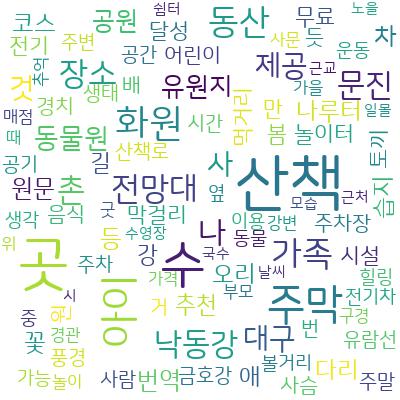 쉼터 노을
코스 공원 동산 무료 듯 차
전기 주변 달성 사문 근교 운동
추억 장소 공간 어린이 제공 문진
것 경치 생태 배 유원지 만 가을 나루터 일몰
매점 동물원 화원 시간 먹거리 봄 놀이터
때 공기 길 산책로 사 산책 습지 토끼
원문 촌 전망대 옆
생각 음식 굿 막걸리 나 이용 강변 모습 주차장 근처
위 수영장 등 강 수 동물 가족 시설
곳 주차 아이 오리 국수 날씨 전기차 힐링
시 거 추천 가격 부모 주막 구경
중 경관 원 낙동강 대구 번 유람선
꽃 풍경 볼거리 다리
가능 놀이 사람 번역 금호강 애 사슴 주말